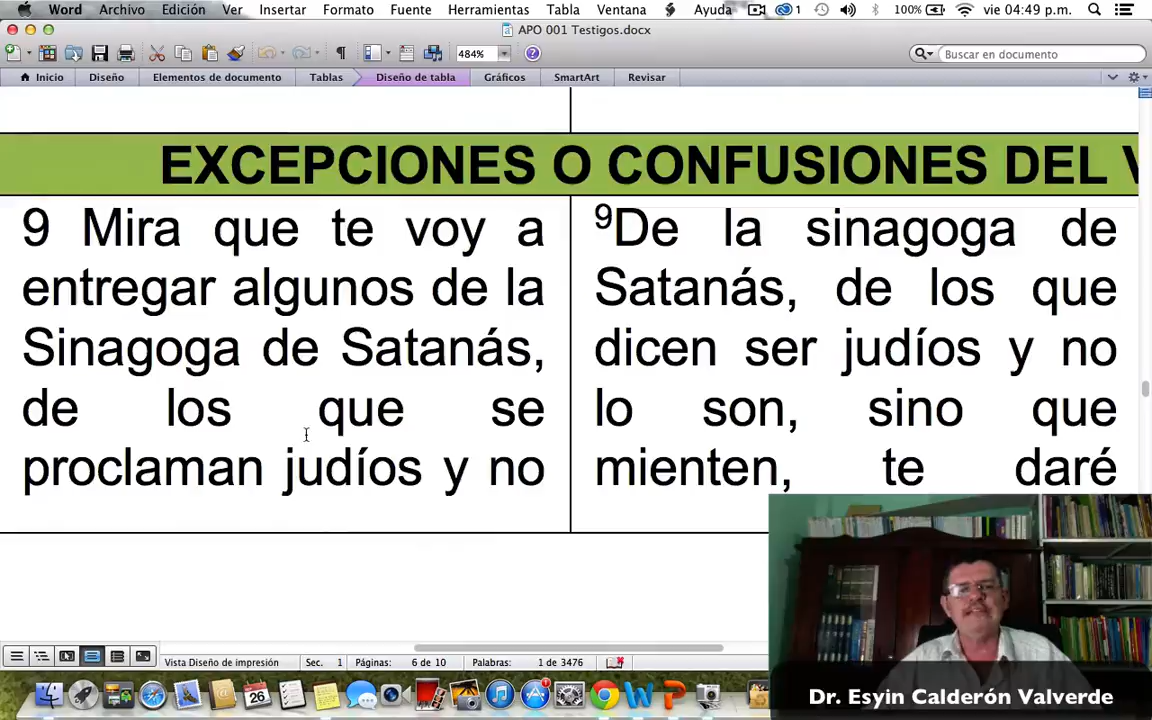 Word Archivo Edición Ver Insertar Formato Fuente Herramientas Tabla Ventana Ayuda 1 100% vie 04:49 p.m.
APO 001 Testigos.docx
484% Buscar en documento
Inicio Diseño Elementos de documento Tablas Diseño de tabla Gráficos SmartArt Revisar
EXCEPCIONES O CONFUSIONES DEL V
9 Mira que te voy a
entregar algunos de la
Sinagoga de Satanás,
de los que se
proclaman judíos y no
9De la sinagoga de
Satanás, de los que
dicen ser judíos y no
lo son, sino que
mienten, te daré
Vista Diseño de impresión Sec. 1 Páginas: 6 de 10 Palabras: 1 de 3476
26
Dr. Esyin Calderón Valverde